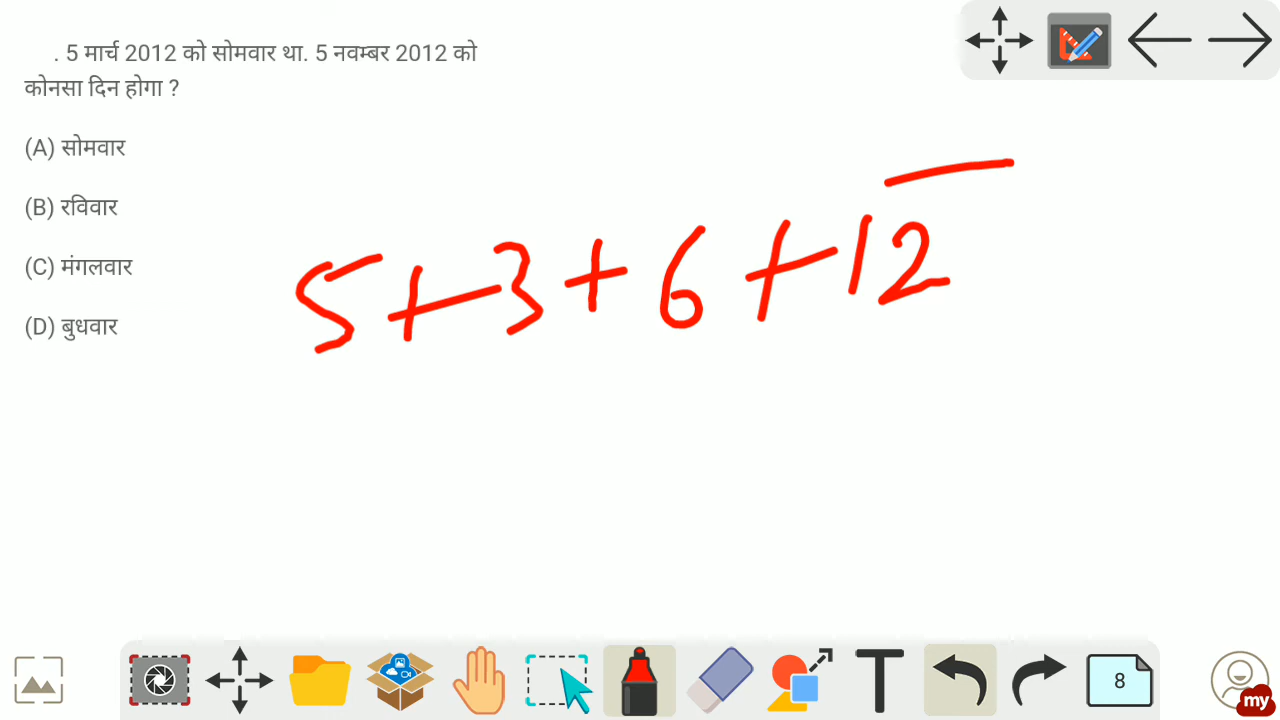 . 5 मार्च 2012 को सोमवार था. 5 नवम्बर 2012 को
कोनसा दिन होगा ?
(A) सोमवार
(B) रविवार
(C) मंगलवार
(D) बुधवार
5+3+6+12
T
8
my